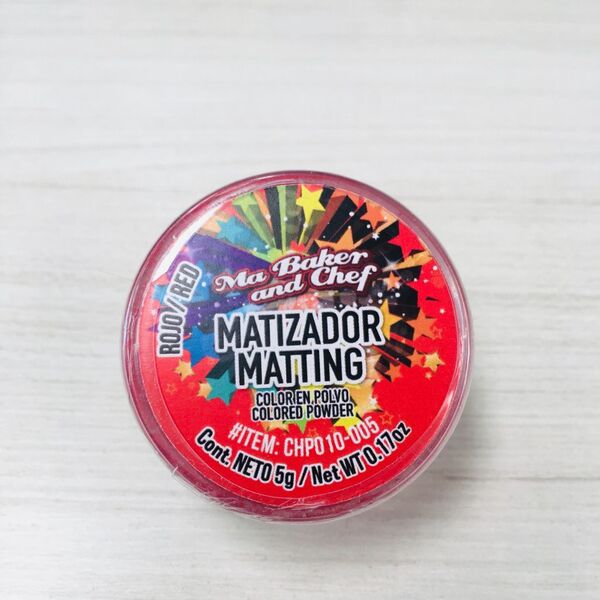 Ma Baker
and Chef
ROJO/RED
MATIZADOR
MATTING
COLOR EN POLVO
COLORED POWDER
#ITEM: CHP010-005
Cont. NETO 5g / Net WT 0.17oz